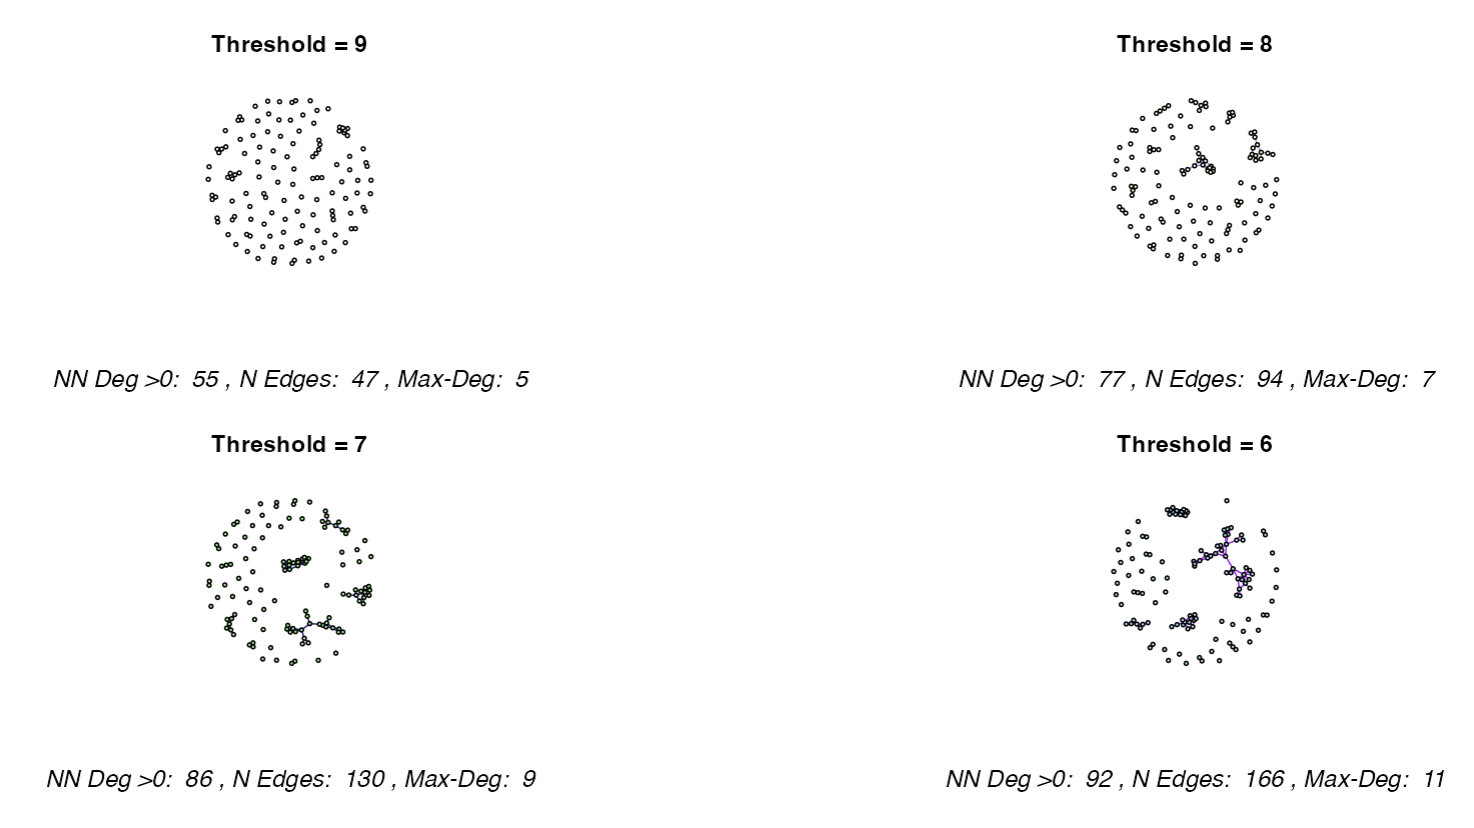 Threshold = 9
Threshold = 8
NN Deg >0:  55 , N Edges:  47 , Max-Deg:  5
NN Deg >0:  77 , N Edges:  94 , Max-Deg:  7
Threshold = 7
Threshold = 6
NN Deg >0:  86 , N Edges:  130 , Max-Deg:  9
NN Deg >0:  92 , N Edges:  166 , Max-Deg:  11